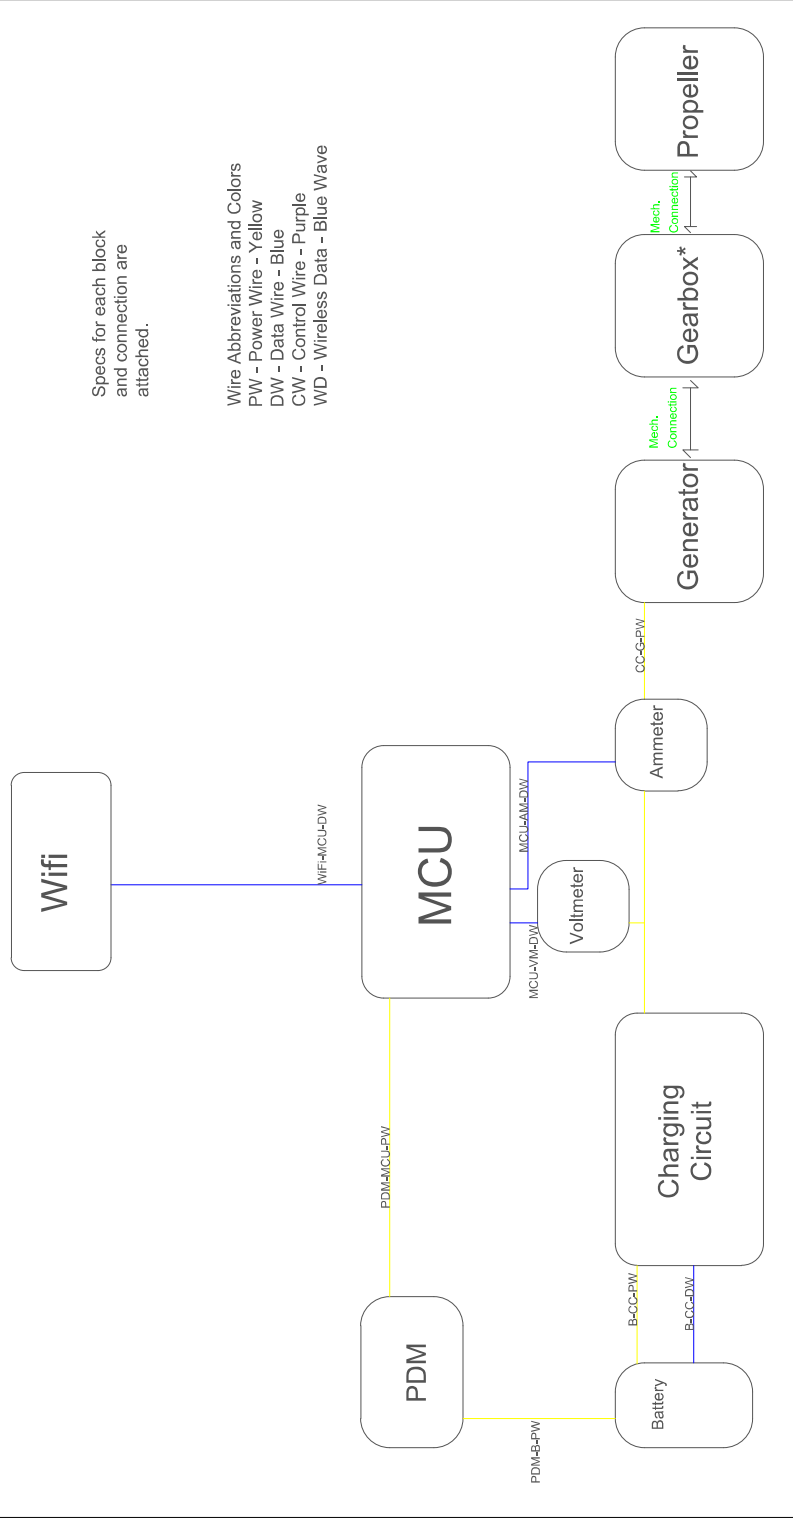 Specs for each block
and connection are
attached.
Wire Abbreviations and Colors
PW - Power Wire - Yellow
DW - Data Wire - Blue
CW - Control Wire - Purple
WD - Wireless Data - Blue Wave
Wifi
WiFi-MCU-DW
PDM
PDM-MCU-PW
MCU
PDM-B-PW
MCU-VM-DW
MCU-AM-DW
Voltmeter
Battery
B-CC-PW
B-CC-DW
Charging
Circuit
Ammeter
CC-G-PW
Generator
Mech.
Connection
Gearbox*
Mech.
Connection
Propeller